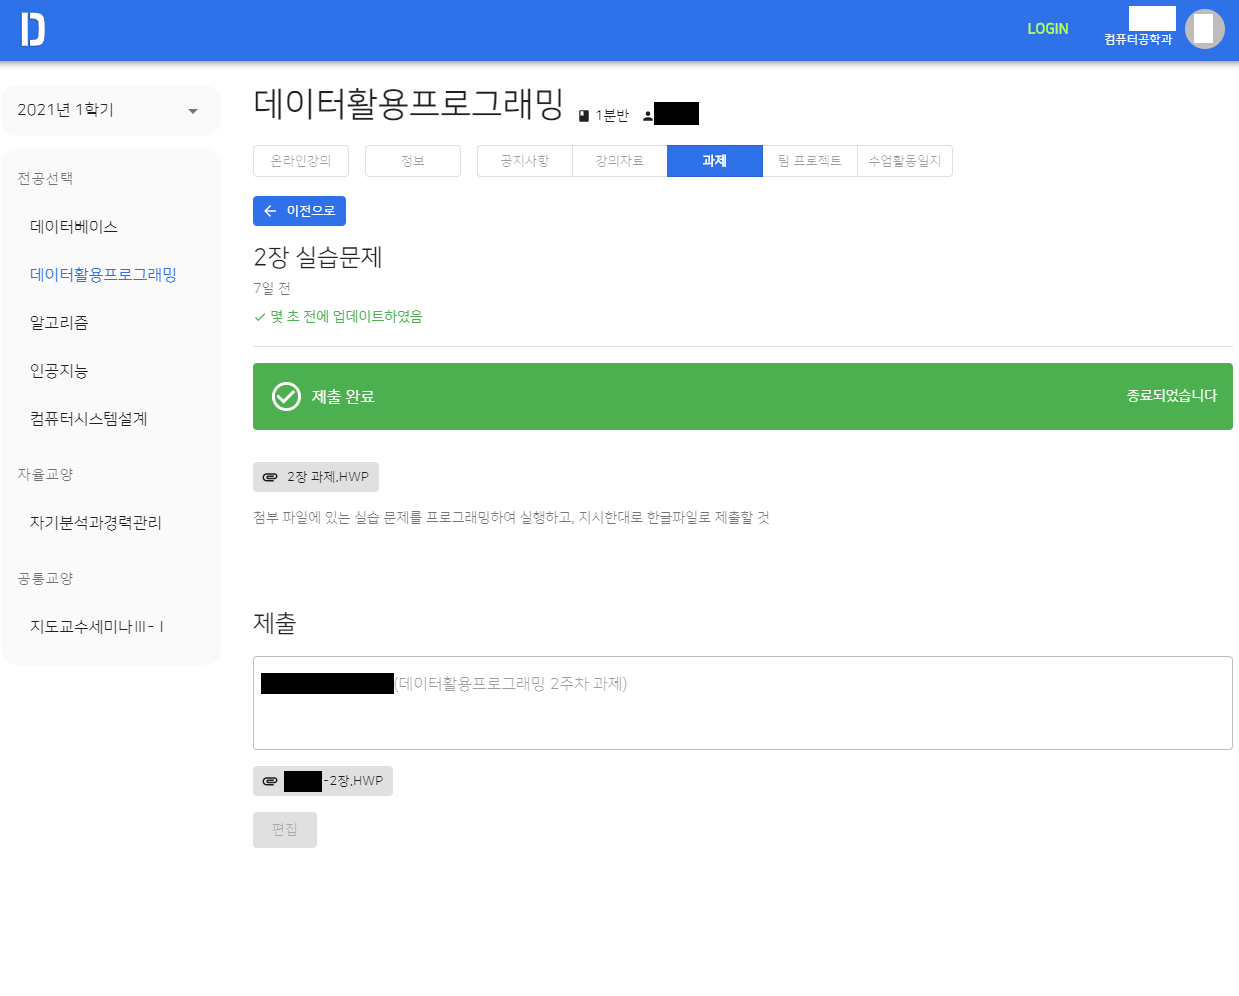 D
LOGIN
컴퓨터공학과
2021년 1학기
전공선택
데이터베이스
데이터활용프로그래밍
알고리즘
인공지능
컴퓨터시스템설계
자율교양
자기분석과경력관리
공통교양
지도교수세미나Ⅲ-Ⅰ
데이터활용프로그래밍 1분반
온라인강의 정보 공지사항 강의자료 과제 팀 프로젝트 수업활동일지
이전으로
2장 실습문제
7일 전
몇 초 전에 업데이트하였음
제출 완료 종료되었습니다
2장 과제.HWP
첨부 파일에 있는 실습 문제를 프로그래밍하여 실행하고, 지시한대로 한글파일로 제출할 것
제출
(데이터활용프로그래밍 2주차 과제)
-2장.HWP
편집